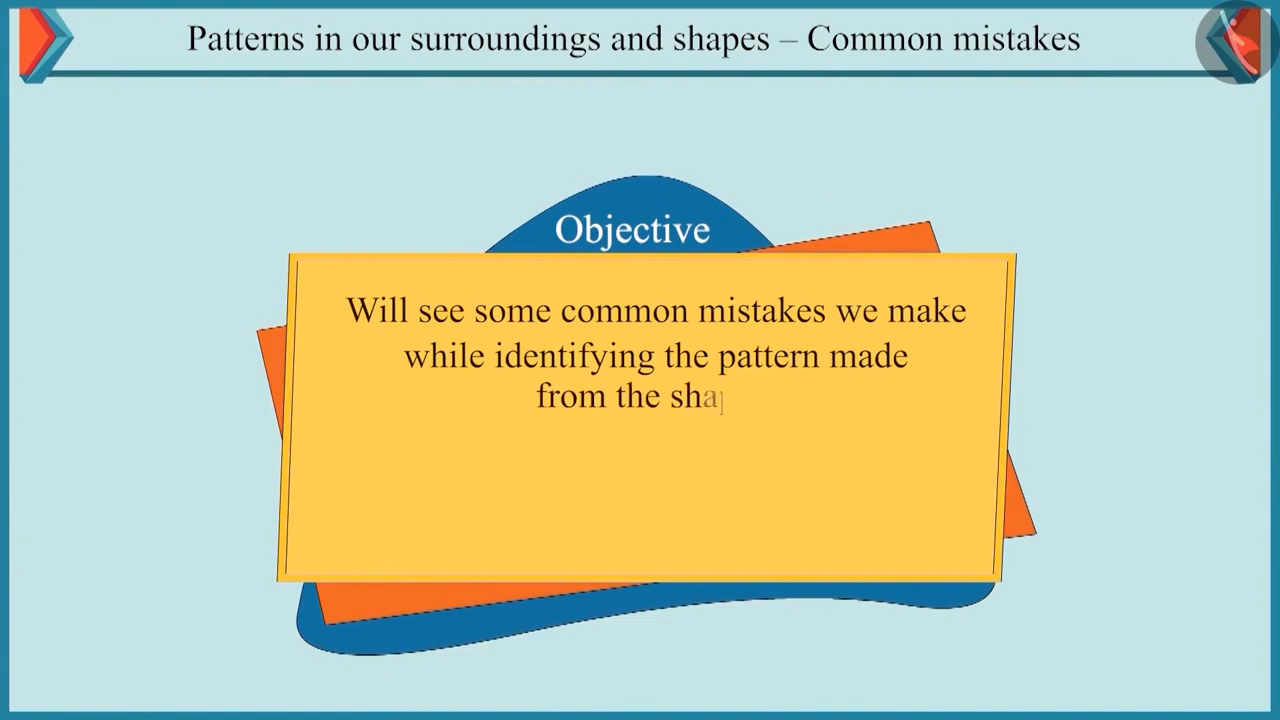 Patterns in our surroundings and shapes – Common mistakes
Objective
Will see some common mistakes we make
while identifying the pattern made
from the